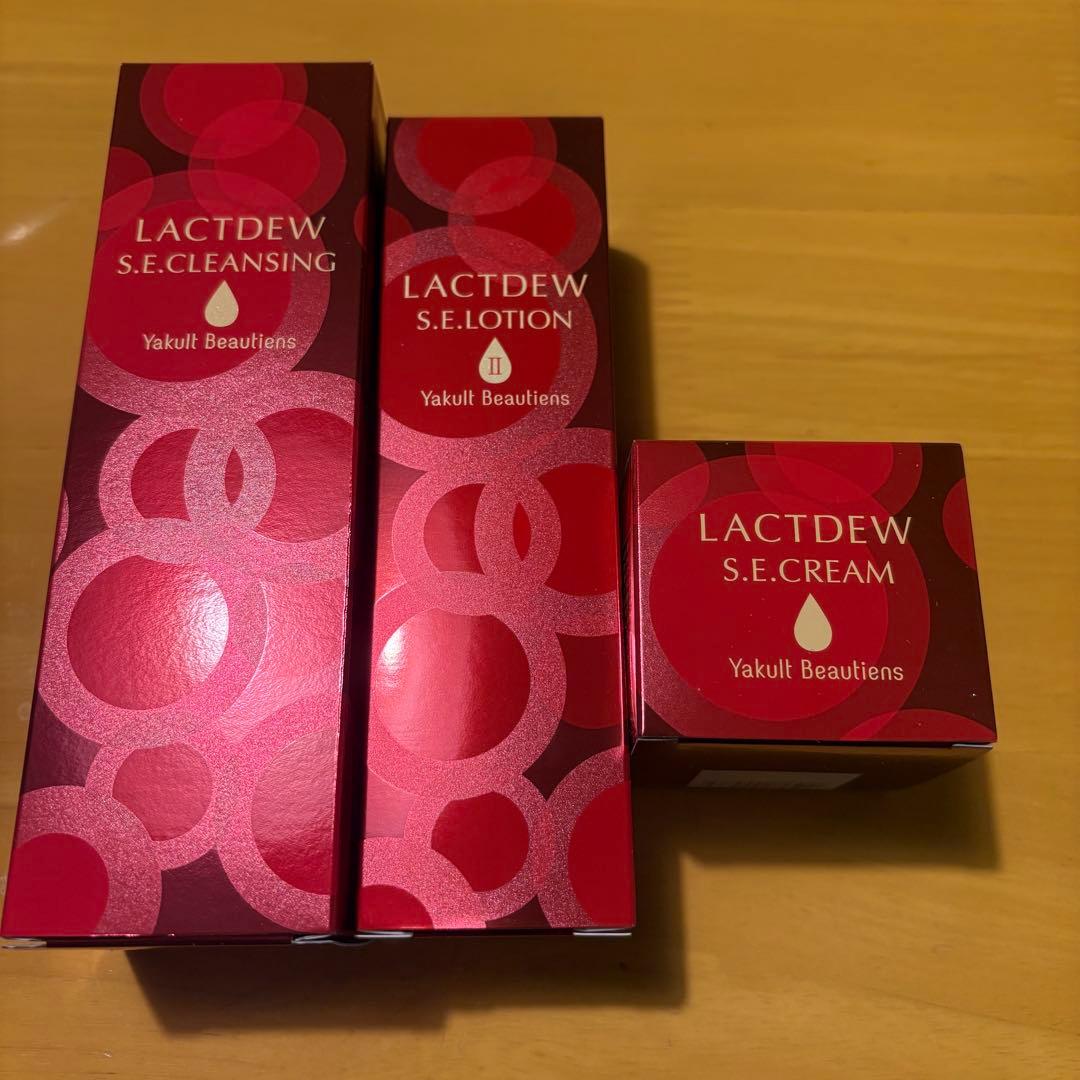 LACTDEW
S.E.CLEANSING
Yakult Beautiens
LACTDEW
S.E.LOTION
II
Yakult Beautiens
LACTDEW
S.E.CREAM
Yakult Beautiens